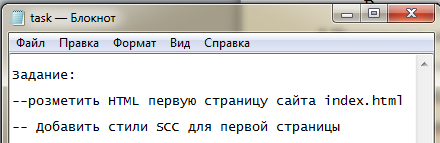 task — Блокнот
Файл Правка Формат Вид Справка
Задание:
--розметить HTML первую страницу сайта index.html
-- Добавить стили SCC для первой страницы